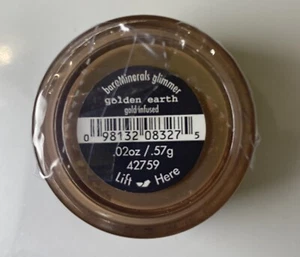 bareMinerals glimmer
golden earth
gold-infused
0 98132 08327 5
.02oz / .57g
42759
Lift Here